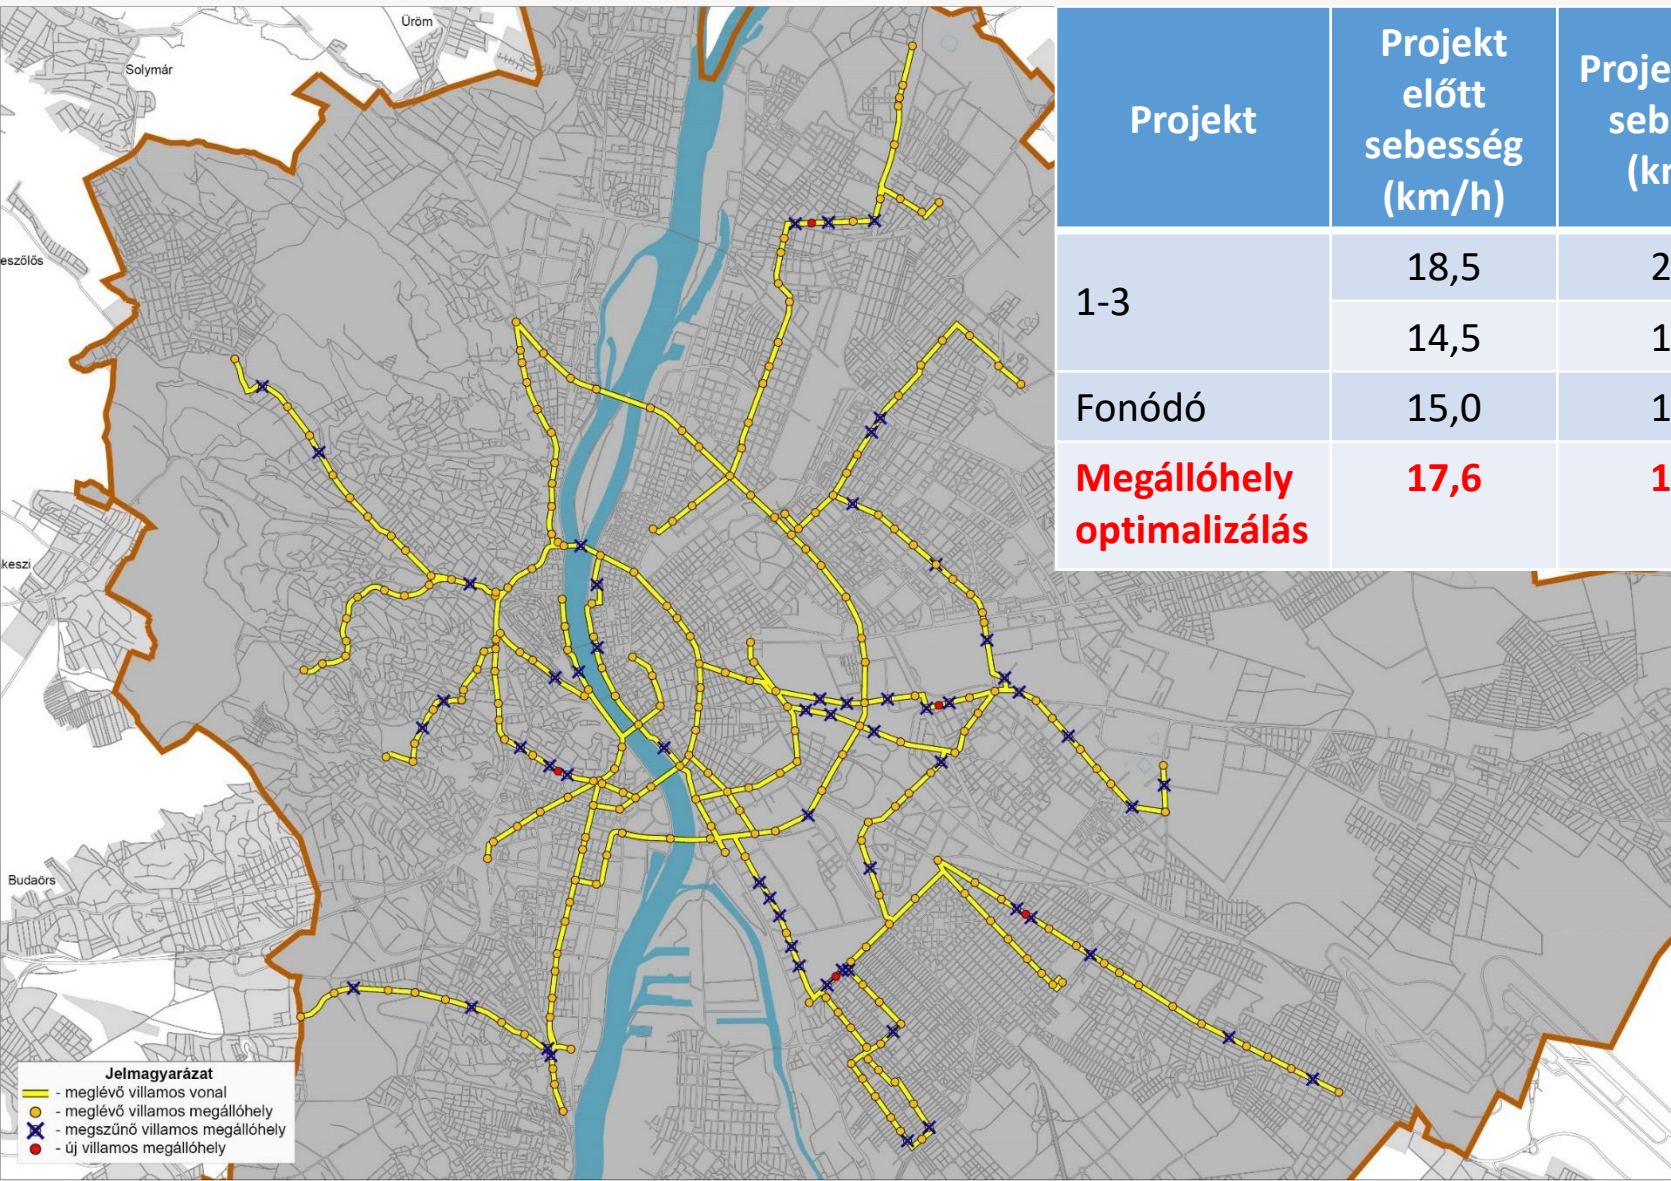 Üröm
Solymár
eszőlős
keszi
Budaörs
Projekt
Projekt
előtt
sebesség
(km/h)
Proje
seb
(kr
1-3
18,5
2
14,5
1
Fonódó
15,0
1
Megállóhely
optimalizálás
17,6
1
Jelmagyarázat
- meglévő villamos vonal
- meglévő villamos megállóhely
- megszűnő villamos megállóhely
- új villamos megállóhely